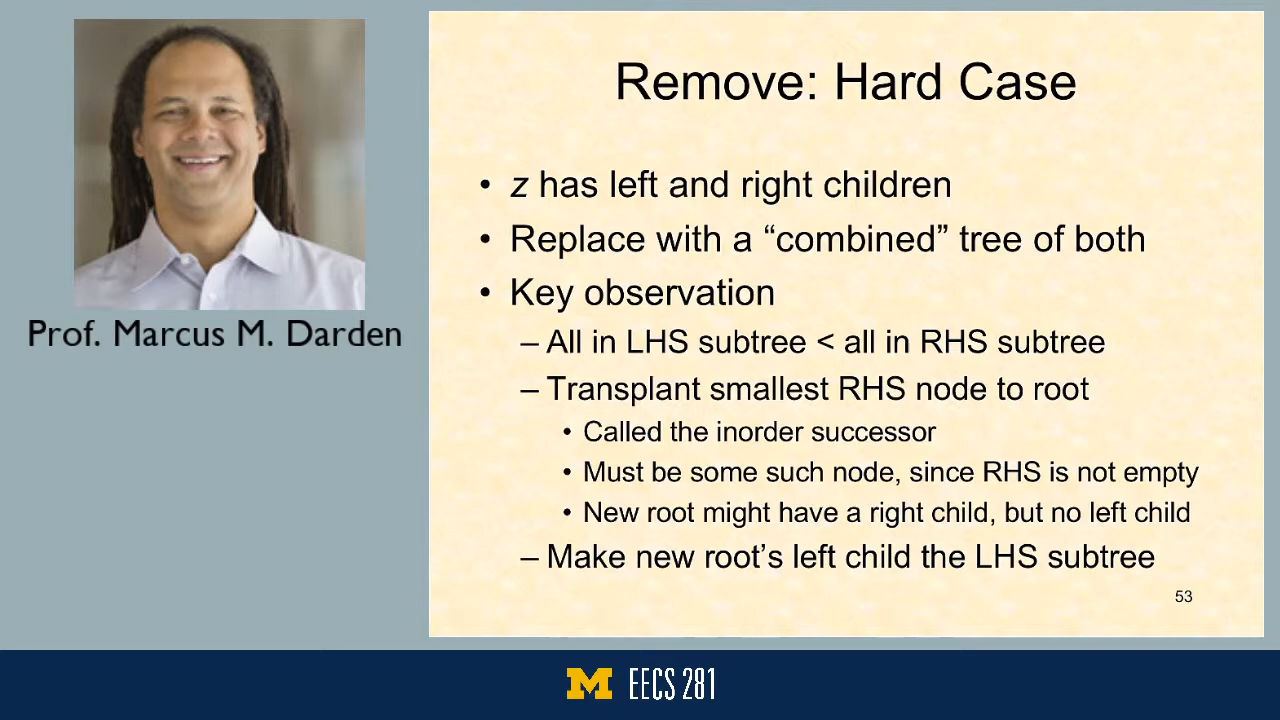 Prof. Marcus M. Darden
Remove: Hard Case
• z has left and right children
• Replace with a “combined” tree of both
• Key observation
– All in LHS subtree < all in RHS subtree
– Transplant smallest RHS node to root
• Called the inorder successor
• Must be some such node, since RHS is not empty
• New root might have a right child, but no left child
– Make new root’s left child the LHS subtree
53
M EECS 281